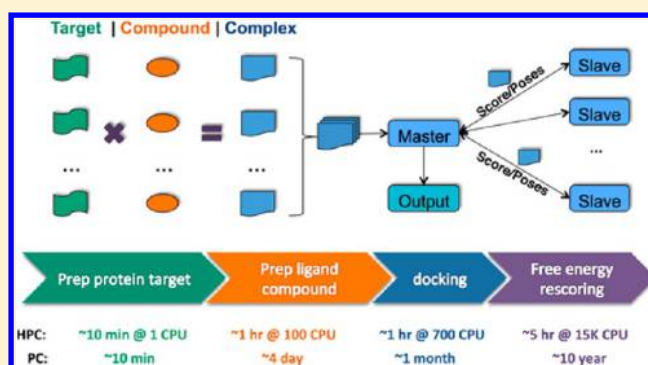 Target | Compound | Complex
Slave
Score/Poses
Slave
Master
...
... ... ...
Score/Poses
Output
Slave
Prep protein target
Prep ligand compound
docking
Free energy rescoring
HPC: ~10 min @ 1 CPU ~1 hr @ 100 CPU ~1 hr @ 700 CPU ~5 hr @ 15K CPU
PC: ~10 min ~4 day ~1 month ~10 year